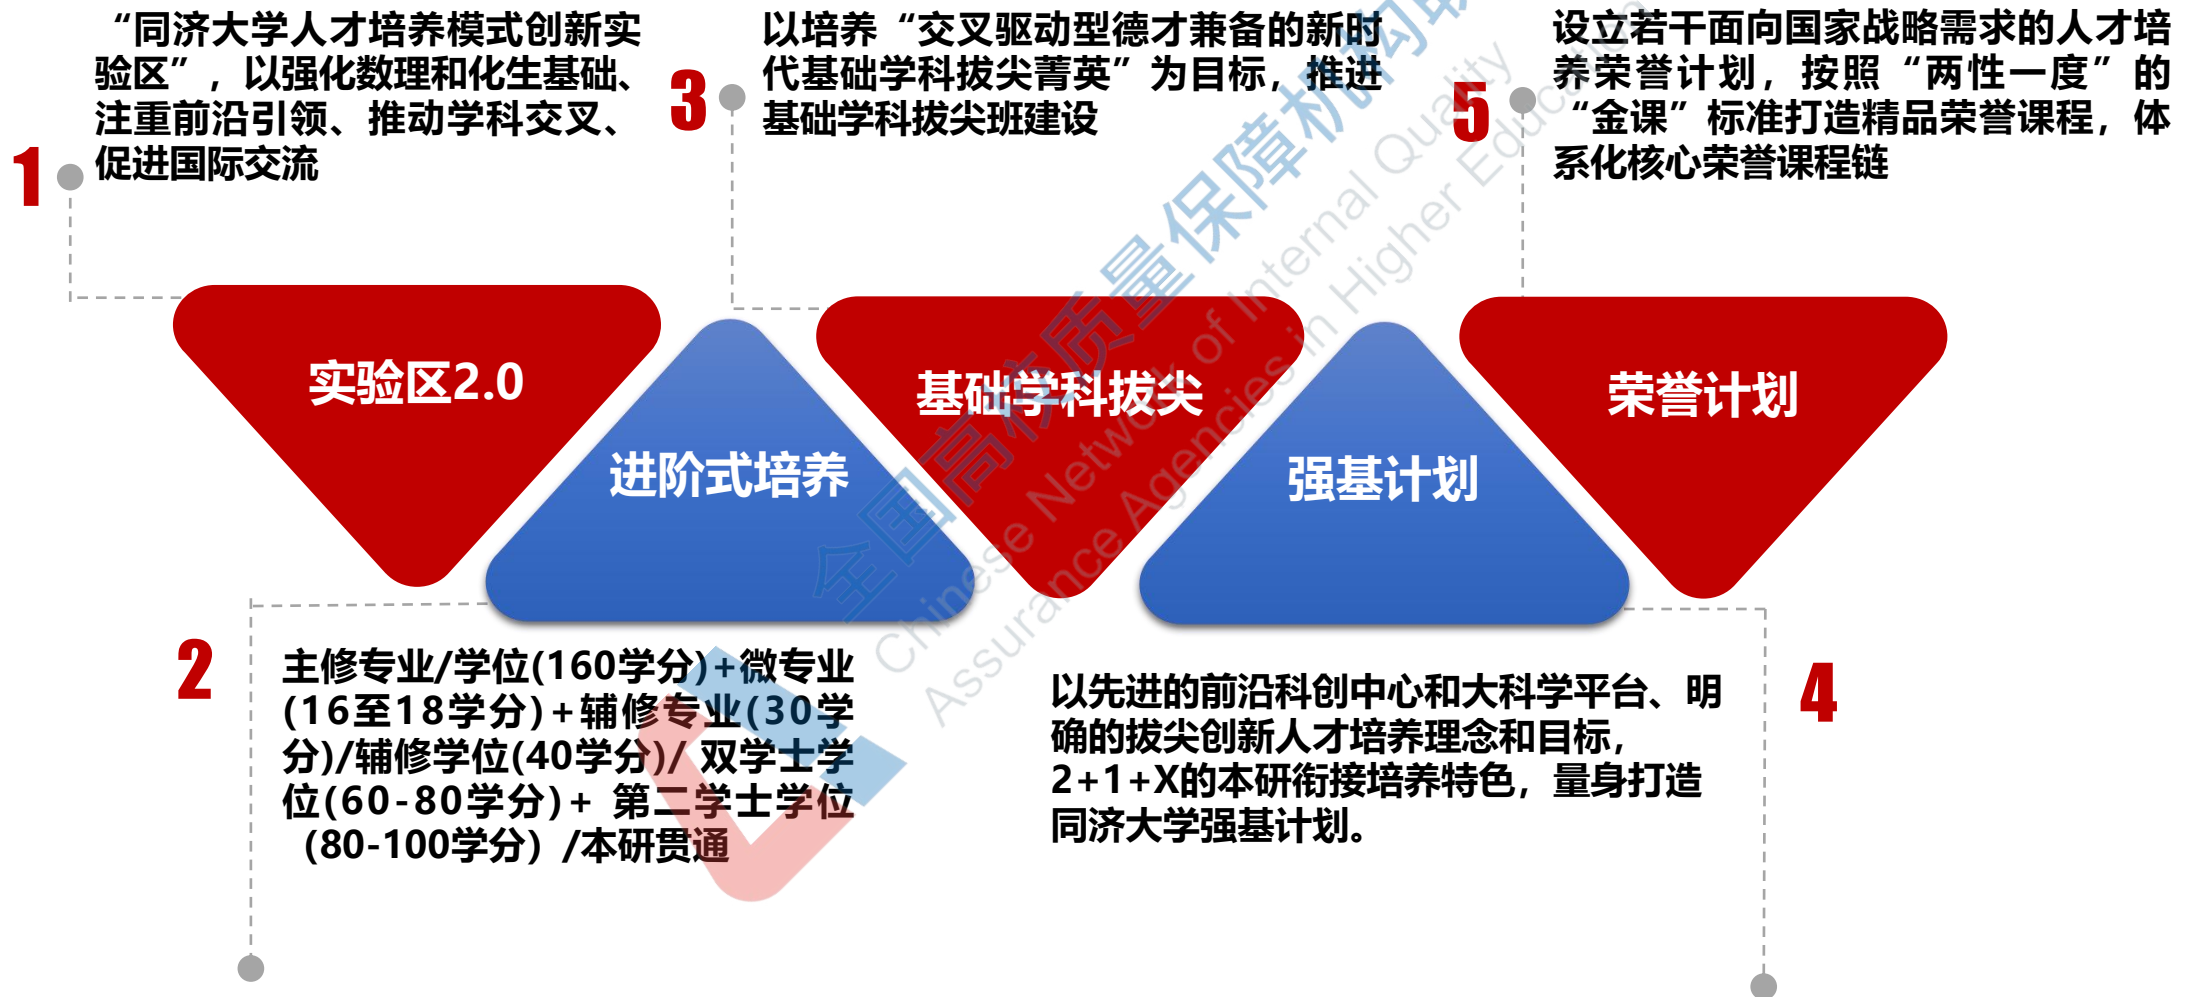 “同济大学人才培养模式创新实
验区”，以强化数理和化生基础、
注重前沿引领、推动学科交叉、
促进国际交流
1
3
以培养“交叉驱动型德才兼备的新时
代基础学科拔尖菁英”为目标，推进
基础学科拔尖班建设
5
设立若干面向国家战略需求的人才培
养荣誉计划，按照“两性一度”的
“金课”标准打造精品荣誉课程，体
系化核心荣誉课程链
实验区2.0
进阶式培养
基础学科拔尖
强基计划
荣誉计划
2
主修专业/学位(160学分)+微专业
(16至18学分)+辅修专业(30学
分)/辅修学位(40学分)/ 双学士学
位(60-80学分)+ 第二学士学位
（80-100学分）/本研贯通
以先进的前沿科创中心和大科学平台、明
确的拔尖创新人才培养理念和目标，
2+1+X的本研衔接培养特色，量身打造
同济大学强基计划。
4
全国高校质量保障机构联
Chinese Network of Internal Quality
Assurance Agencies in Higher Education